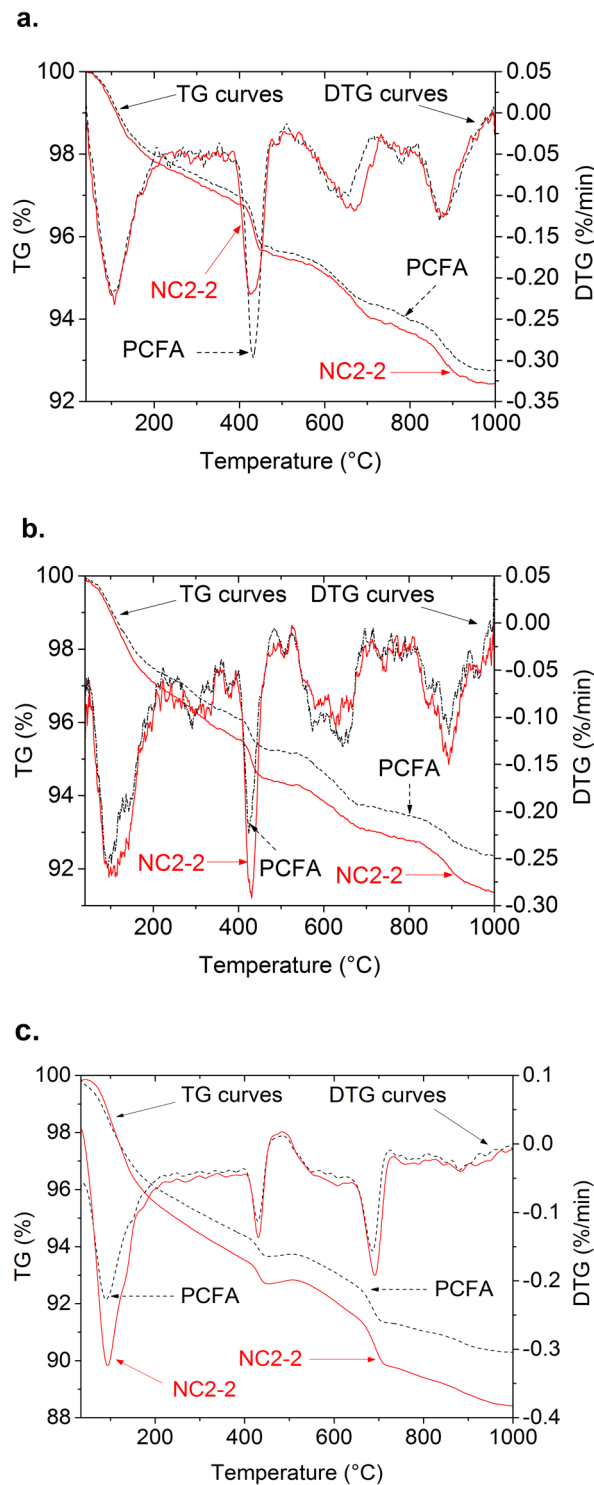 a.
100
98
96
94
92
TG (%)
TG curves
DTG curves
NC2-2
PCFA
PCFA
NC2-2
0.05
0.00
-0.05
-0.10
-0.15
-0.20
-0.25
-0.30
-0.35
DTG (%/min)
200 400 600 800 1000
Temperature (°C)
b.
100
98
96
94
92
TG (%)
TG curves
DTG curves
PCFA
NC2-2
PCFA
NC2-2
0.05
0.00
-0.05
-0.10
-0.15
-0.20
-0.25
-0.30
DTG (%/min)
200 400 600 800 1000
Temperature (°C)
c.
100
98
96
94
92
90
88
TG (%)
TG curves
DTG curves
PCFA
PCFA
NC2-2
NC2-2
0.1
0.0
-0.1
-0.2
-0.3
-0.4
DTG (%/min)
200 400 600 800 1000
Temperature (°C)